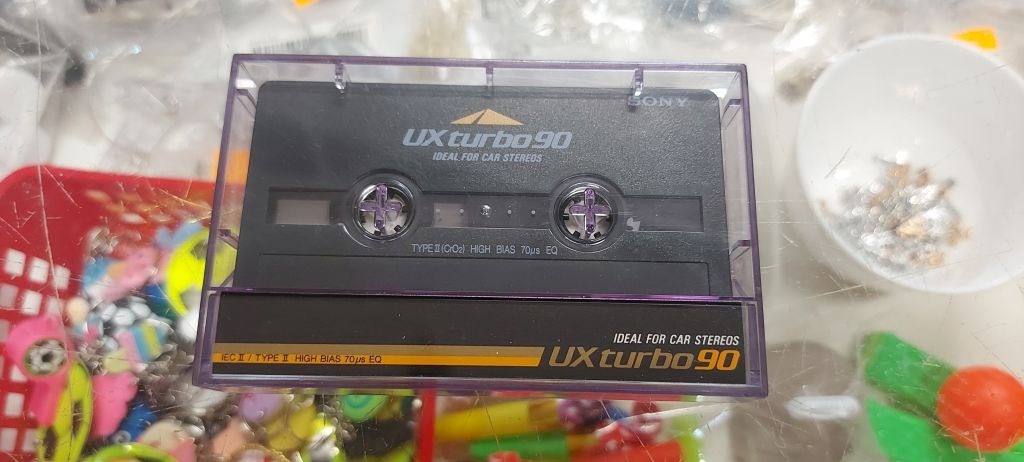 SONY
UX turbo 90
IDEAL FOR CAR STEREOS
TYPE II (CrO2) HIGH BIAS 70µs EQ
IDEAL FOR CAR STEREOS
IEC II / TYPE II HIGH BIAS 70µs EQ
UX turbo 90